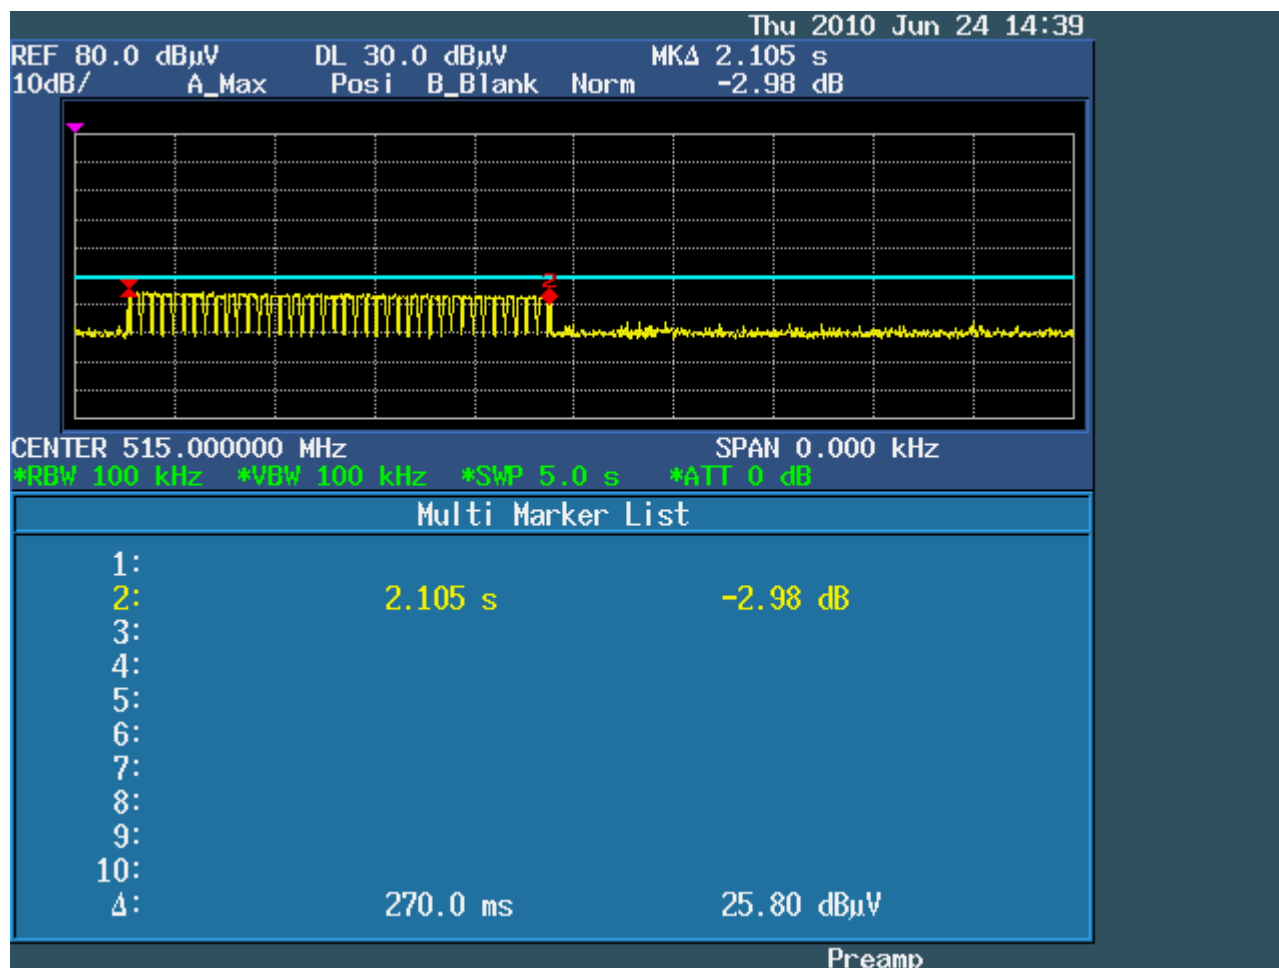 Thu 2010 Jun 24 14:39
REF 80.0 dBµV DL 30.0 dBµV MKΔ 2.105 s
10dB/ A_Max Posi B_Blank Norm -2.98 dB
2
CENTER 515.000000 MHz SPAN 0.000 kHz
*RBW 100 kHz *VBW 100 kHz *SWP 5.0 s *ATT 0 dB
Multi Marker List
1:
2: 2.105 s -2.98 dB
3:
4:
5:
6:
7:
8:
9:
10:
Δ: 270.0 ms 25.80 dBµV
Preamp